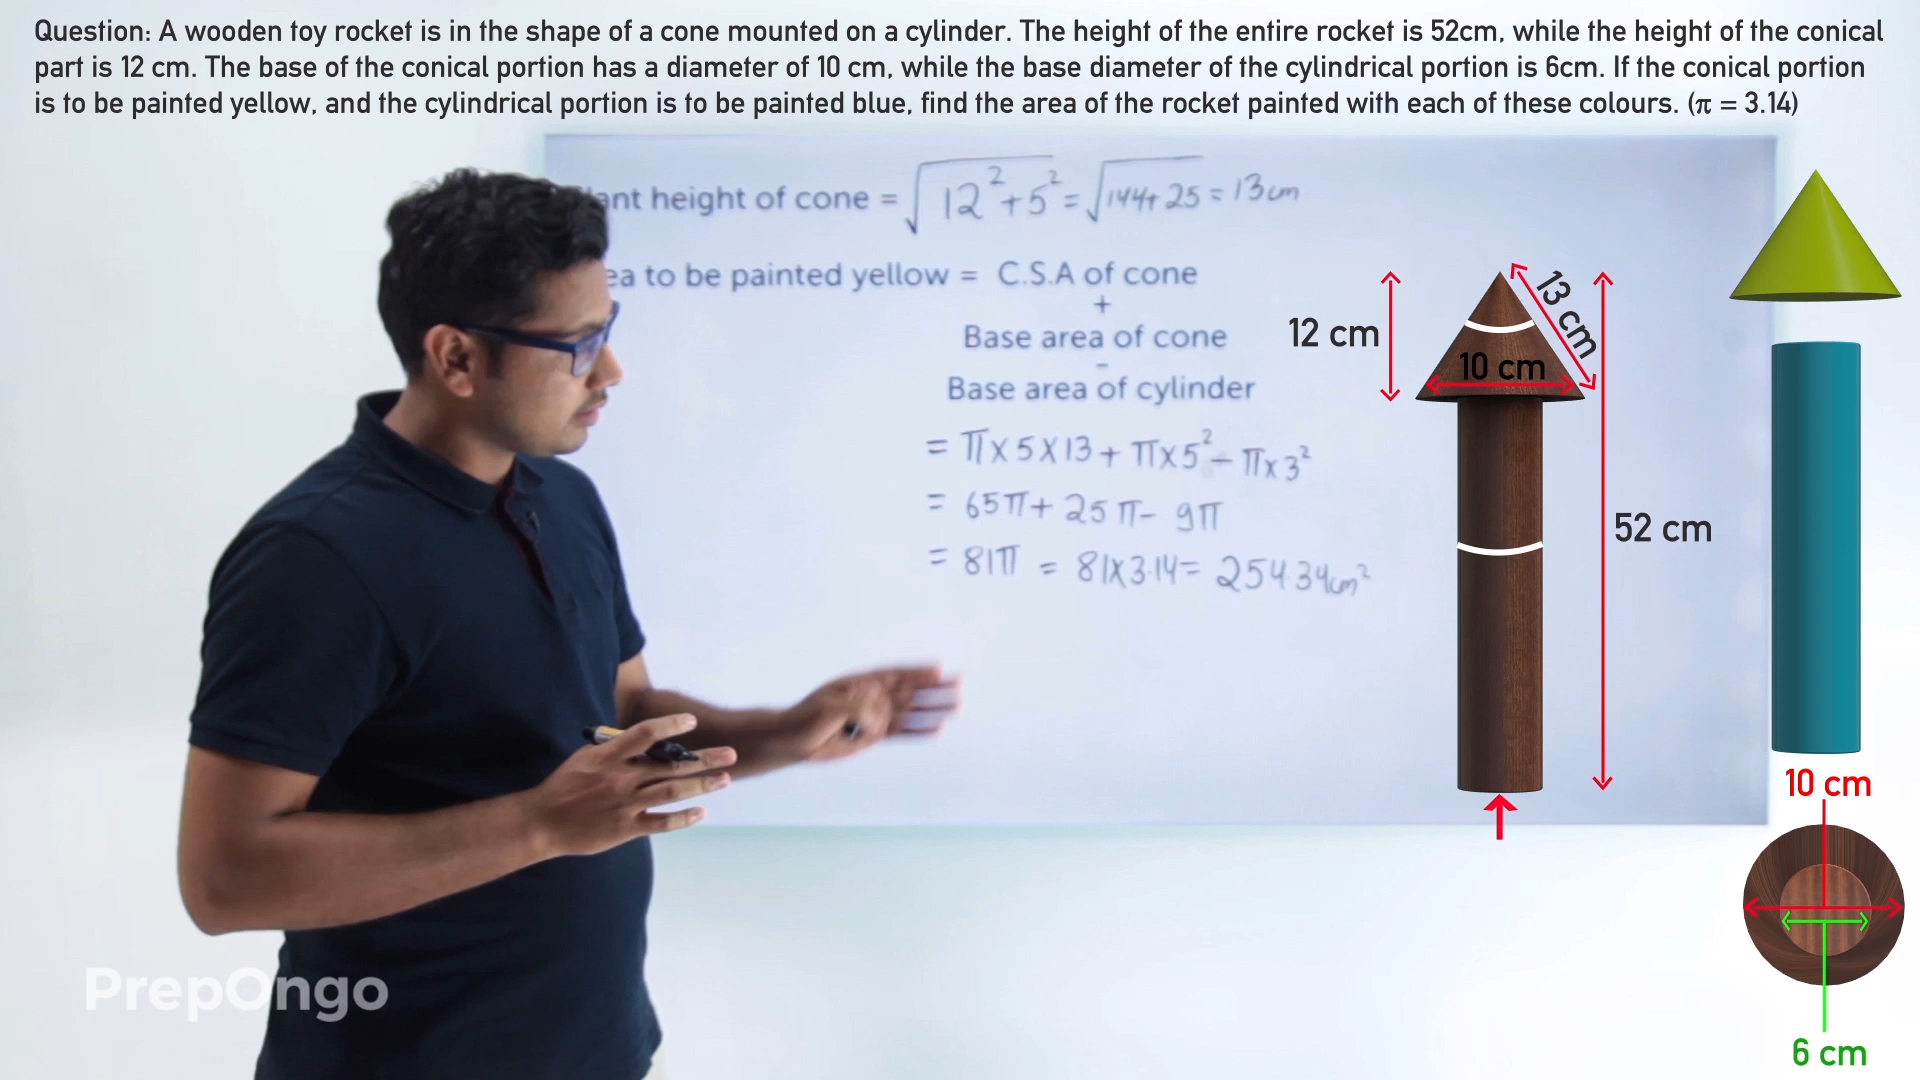 Question: A wooden toy rocket is in the shape of a cone mounted on a cylinder. The height of the entire rocket is 52cm, while the height of the conical
part is 12 cm. The base of the conical portion has a diameter of 10 cm, while the base diameter of the cylindrical portion is 6cm. If the conical portion
is to be painted yellow, and the cylindrical portion is to be painted blue, find the area of the rocket painted with each of these colours. (π = 3.14)
ant height of cone = √12²+5² = √144+25 = 13cm
ea to be painted yellow = C.S.A of cone
+
Base area of cone
-
Base area of cylinder
= π×5×13+ π×5² - π×3²
= 65π+ 25π- 9π
= 81π = 81×3.14= 254.34cm²
12 cm
13 cm
10 cm
52 cm
10 cm
6 cm
PrepOngo